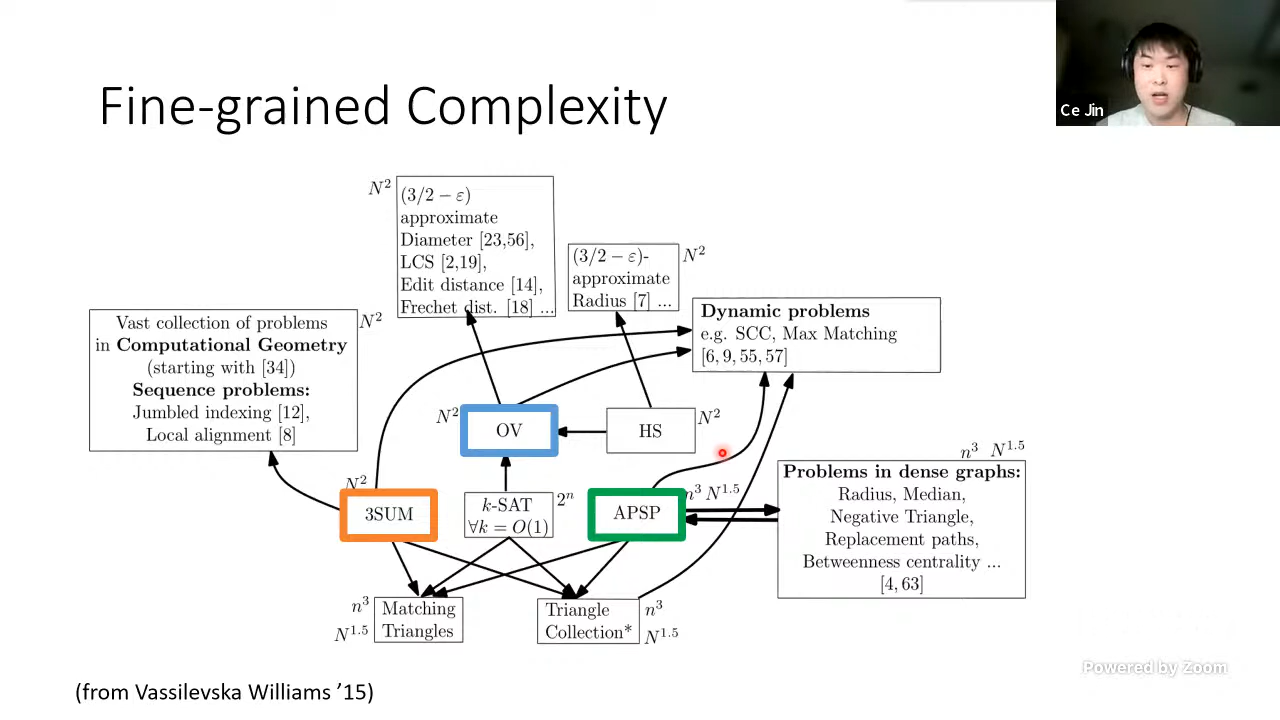 Fine-grained Complexity
Ce Jin
N²
(3/2 − ε)
approximate
Diameter [23,56],
LCS [2,19],
Edit distance [14],
Frechet dist. [18] ...
(3/2 − ε)-
approximate
Radius [7] ...
N²
Dynamic problems
e.g. SCC, Max Matching
[6, 9, 55, 57]
Vast collection of problems
in Computational Geometry
(starting with [34])
Sequence problems:
Jumbled indexing [12],
Local alignment [8]
N²
N²
OV
HS
N²
N²
3SUM
k-SAT
∀k = O(1)
2ⁿ
APSP
n³ N^1.5
n³ N^1.5
Problems in dense graphs:
Radius, Median,
Negative Triangle,
Replacement paths,
Betweenness centrality ...
[4, 63]
n³
N^1.5
Matching
Triangles
Triangle
Collection*
n³
N^1.5
(from Vassilevska Williams ’15)
Powered by Zoom